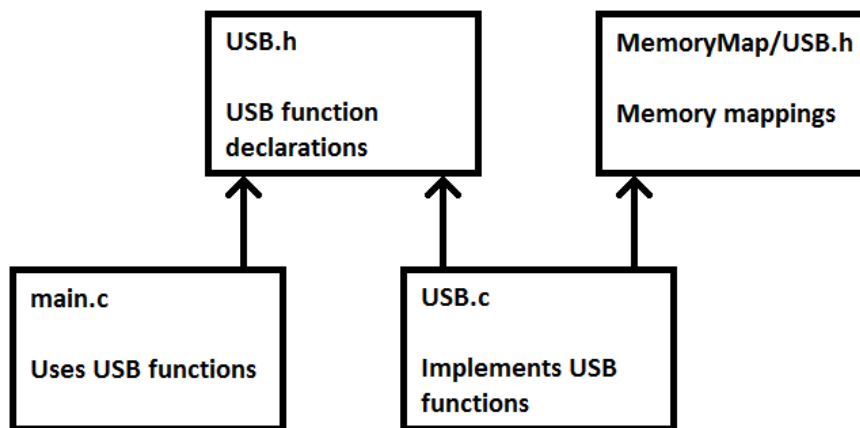 USB.h
USB function
declarations
MemoryMap/USB.h
Memory mappings
main.c
Uses USB functions
USB.c
Implements USB
functions